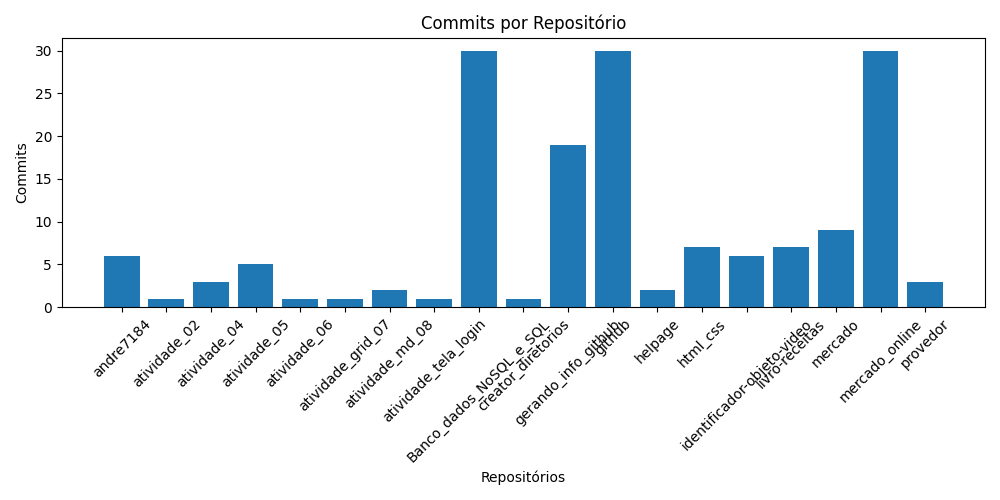 Commits por Repositório
Commits
30
25
20
15
10
5
0
andre7184
atividade_02
atividade_04
atividade_05
atividade_06
atividade_grid_07
atividade_md_08
atividade_tela_login
Banco_dados_NoSQL_e_SQL
creator_diretorios
gerando_info_github
github
helpage
html_css
identificador-objeto-video
livro-receitas
mercado
mercado_online
provedor
Repositórios